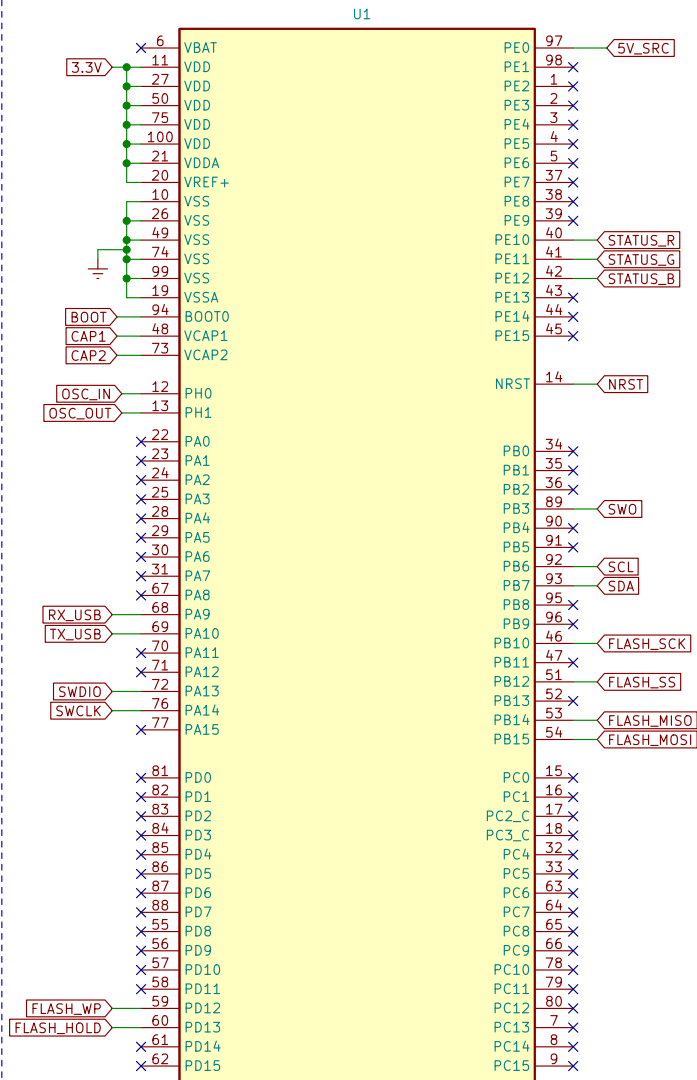 U1
6 VBAT PE0 97 5V_SRC
3.3V 11 VDD PE1 98
27 VDD PE2 1
50 VDD PE3 2
75 VDD PE4 3
100 VDD PE5 4
21 VDDA PE6 5
20 VREF+ PE7 37
10 VSS PE8 38
26 VSS PE9 39
49 VSS PE10 40 STATUS_R
74 VSS PE11 41 STATUS_G
99 VSS PE12 42 STATUS_B
19 VSSA PE13 43
BOOT 94 BOOT0 PE14 44
CAP1 48 VCAP1 PE15 45
CAP2 73 VCAP2
NRST 14 NRST
OSC_IN 12 PH0
OSC_OUT 13 PH1
22 PA0 PB0 34
23 PA1 PB1 35
24 PA2 PB2 36
25 PA3 PB3 89 SWO
28 PA4 PB4 90
29 PA5 PB5 91
30 PA6 PB6 92 SCL
31 PA7 PB7 93 SDA
67 PA8 PB8 95
RX_USB 68 PA9 PB9 96
TX_USB 69 PA10 PB10 46 FLASH_SCK
70 PA11 PB11 47
71 PA12 PB12 51 FLASH_SS
SWDIO 72 PA13 PB13 52
SWCLK 76 PA14 PB14 53 FLASH_MISO
77 PA15 PB15 54 FLASH_MOSI
81 PD0 PC0 15
82 PD1 PC1 16
83 PD2 PC2_C 17
84 PD3 PC3_C 18
85 PD4 PC4 32
86 PD5 PC5 33
87 PD6 PC6 63
88 PD7 PC7 64
55 PD8 PC8 65
56 PD9 PC9 66
57 PD10 PC10 78
58 PD11 PC11 79
FLASH_WP 59 PD12 PC12 80
FLASH_HOLD 60 PD13 PC13 7
61 PD14 PC14 8
62 PD15 PC15 9